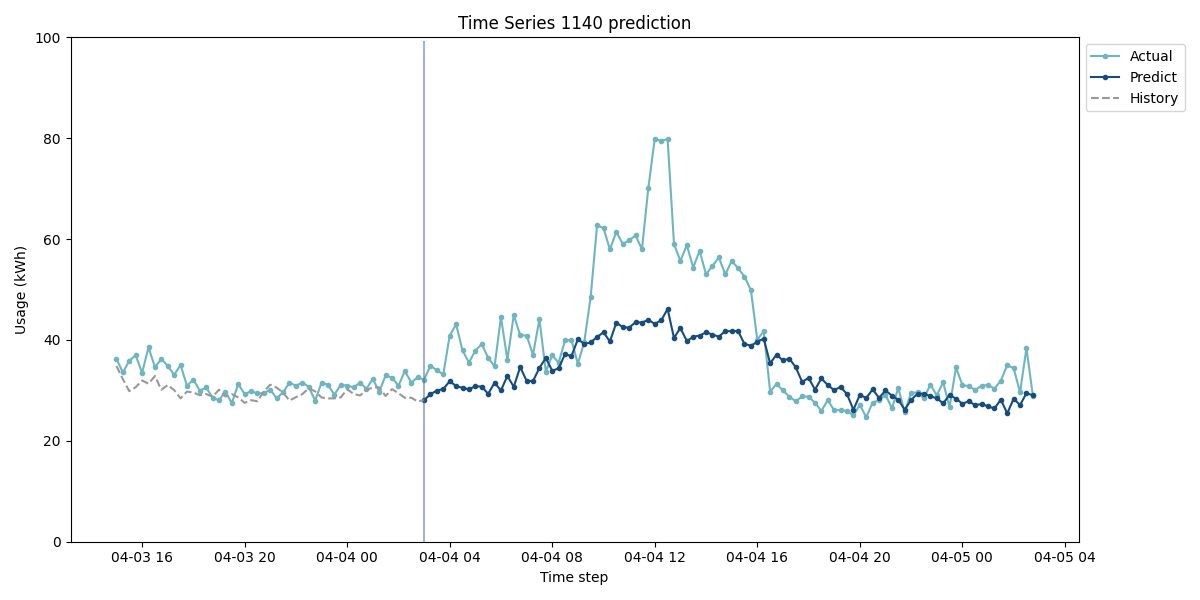 Time Series 1140 prediction
100
80
60
40
20
0
Usage (kWh)
04-03 16
04-03 20
04-04 00
04-04 04
04-04 08
04-04 12
04-04 16
04-04 20
04-05 00
04-05 04
Time step
Actual
Predict
History